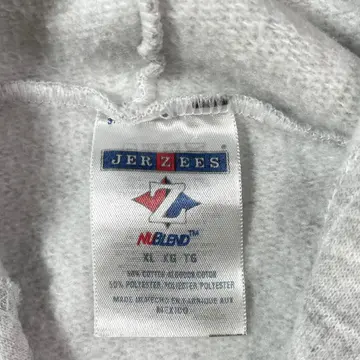 JERZEES
NUBLEND™
XL XG TG
50% COTTON·ALGODON·COTON
50% POLYESTER·POLIESTER·POLYESTER
MADE IN/HECHO EN/FABRIQUE AUX
MEXICO